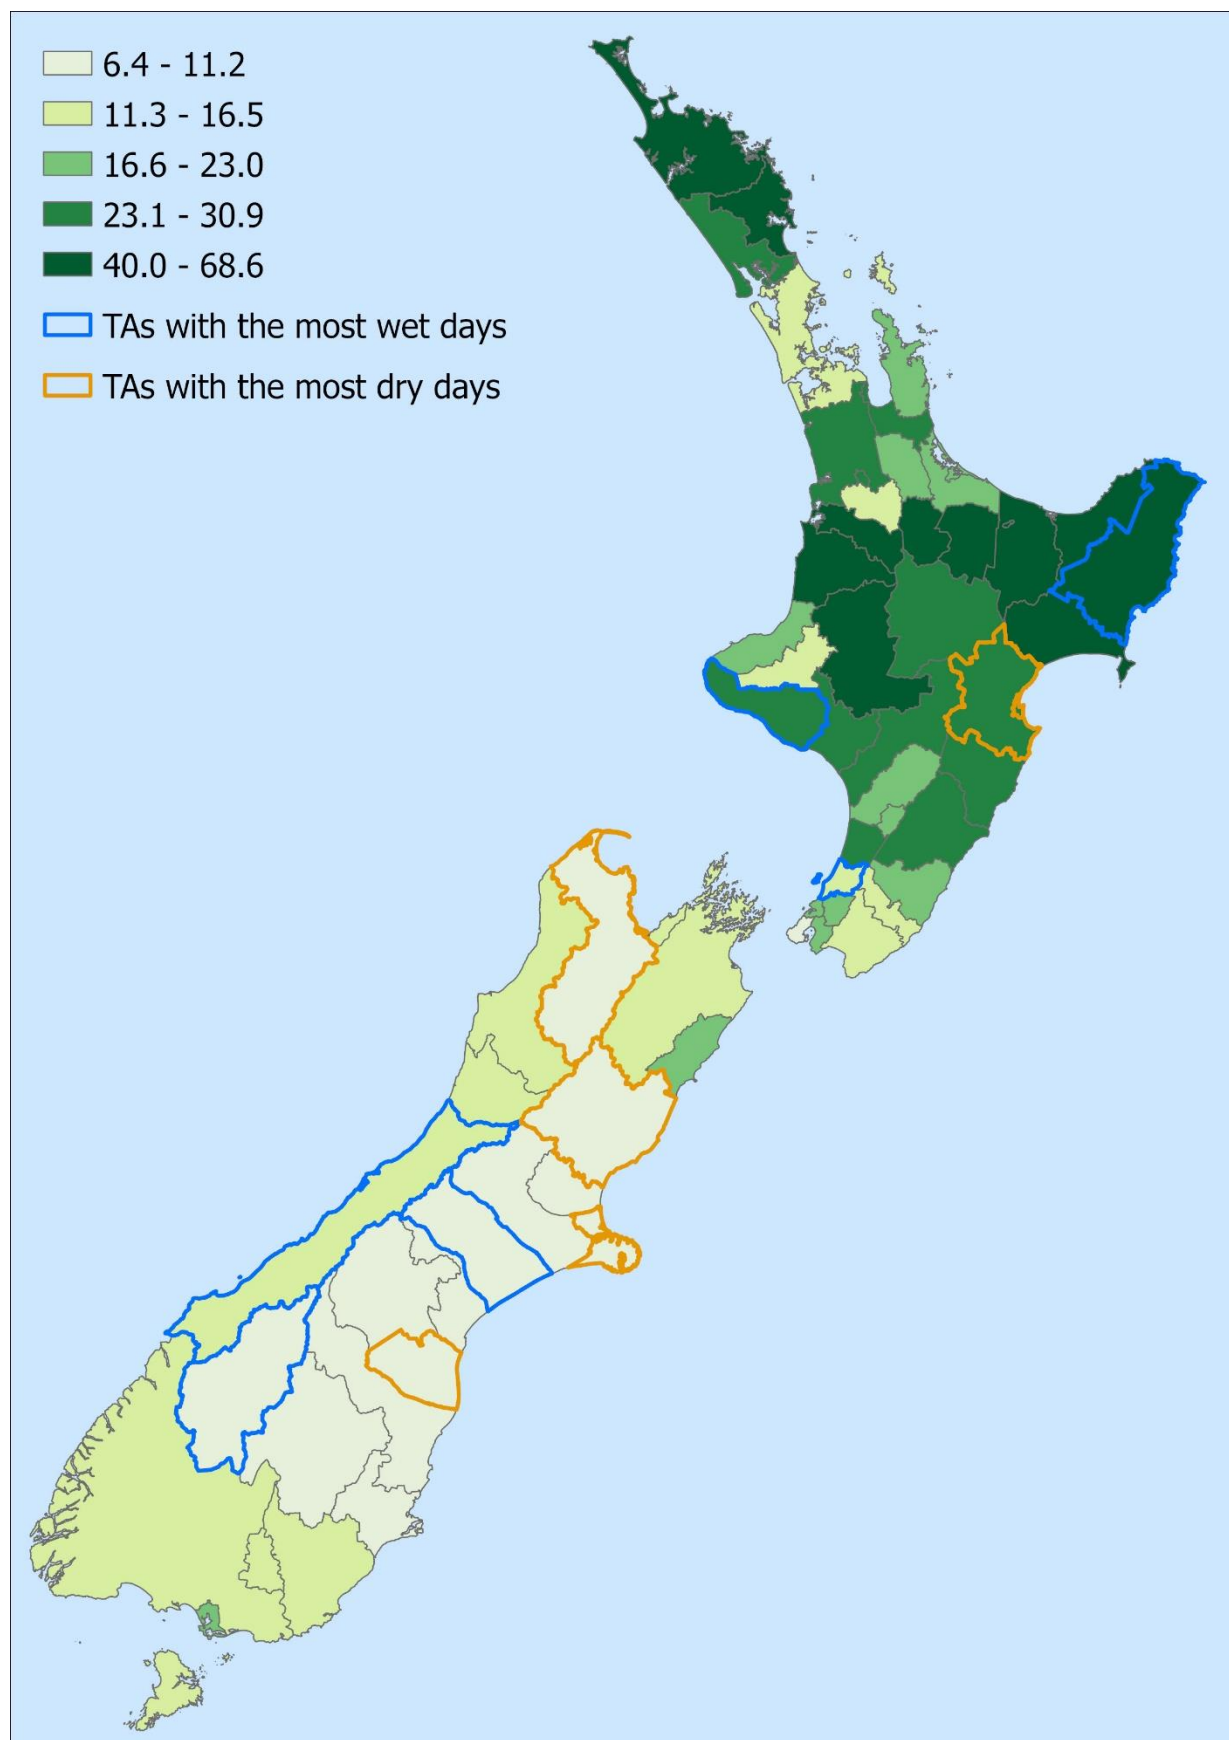 6.4 - 11.2
11.3 - 16.5
16.6 - 23.0
23.1 - 30.9
40.0 - 68.6
TAs with the most wet days
TAs with the most dry days